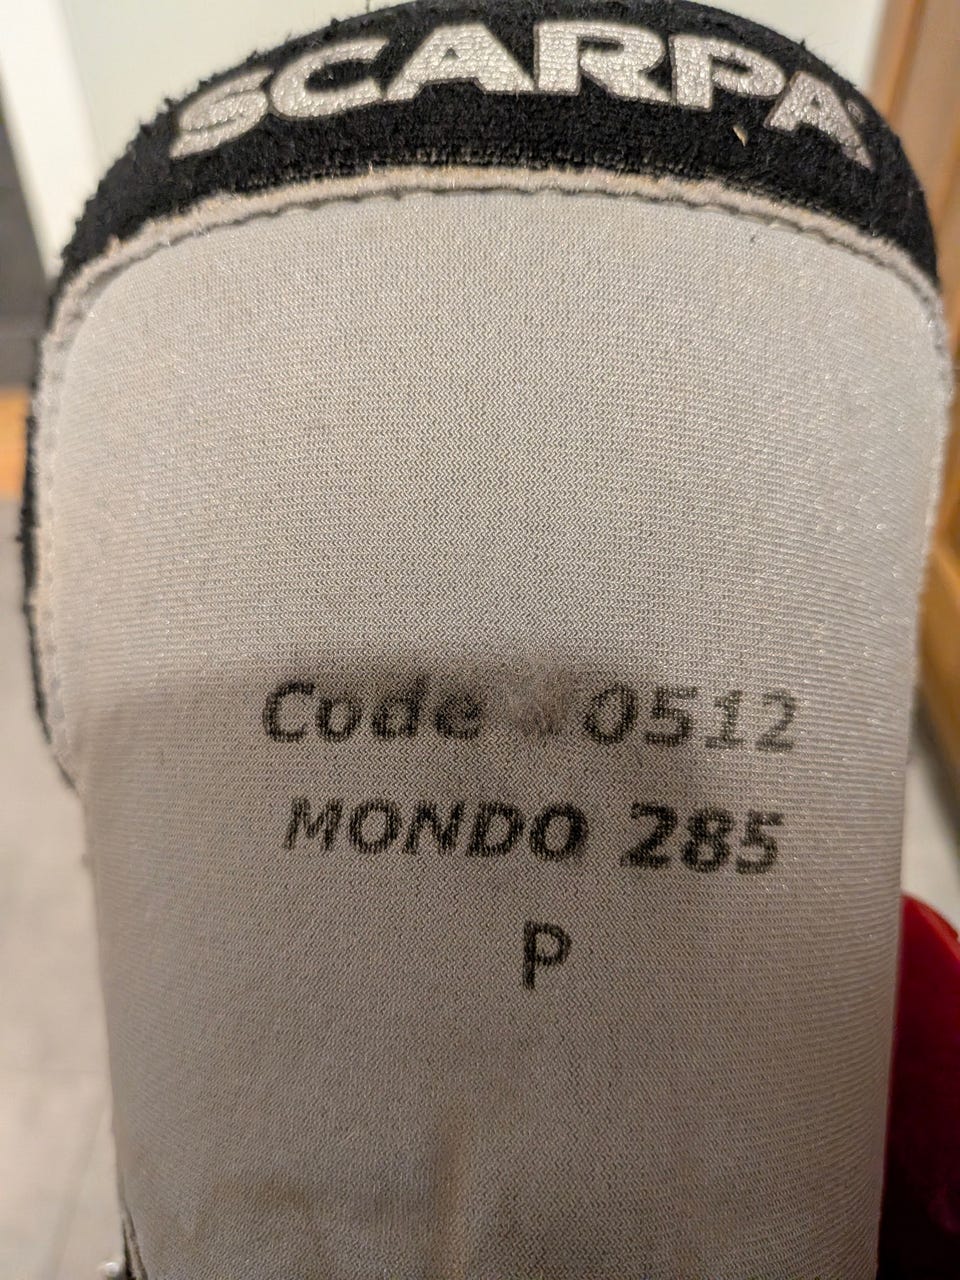 SCARPA
Code 0512
MONDO 285
P